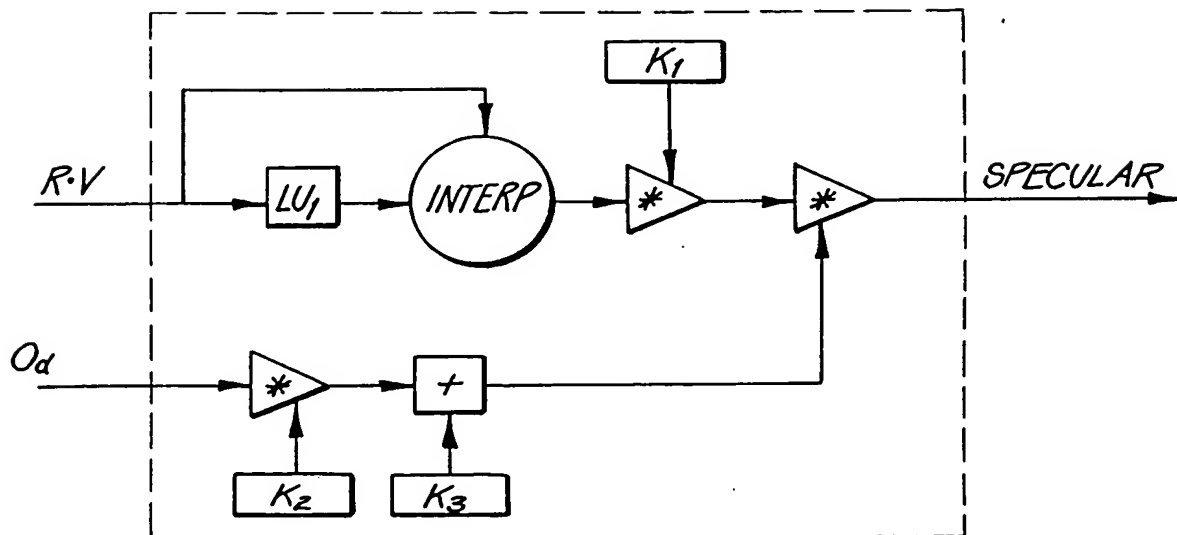 K1
R·V
LU1
INTERP
*
*
SPECULAR
Od
*
+
K2
K3